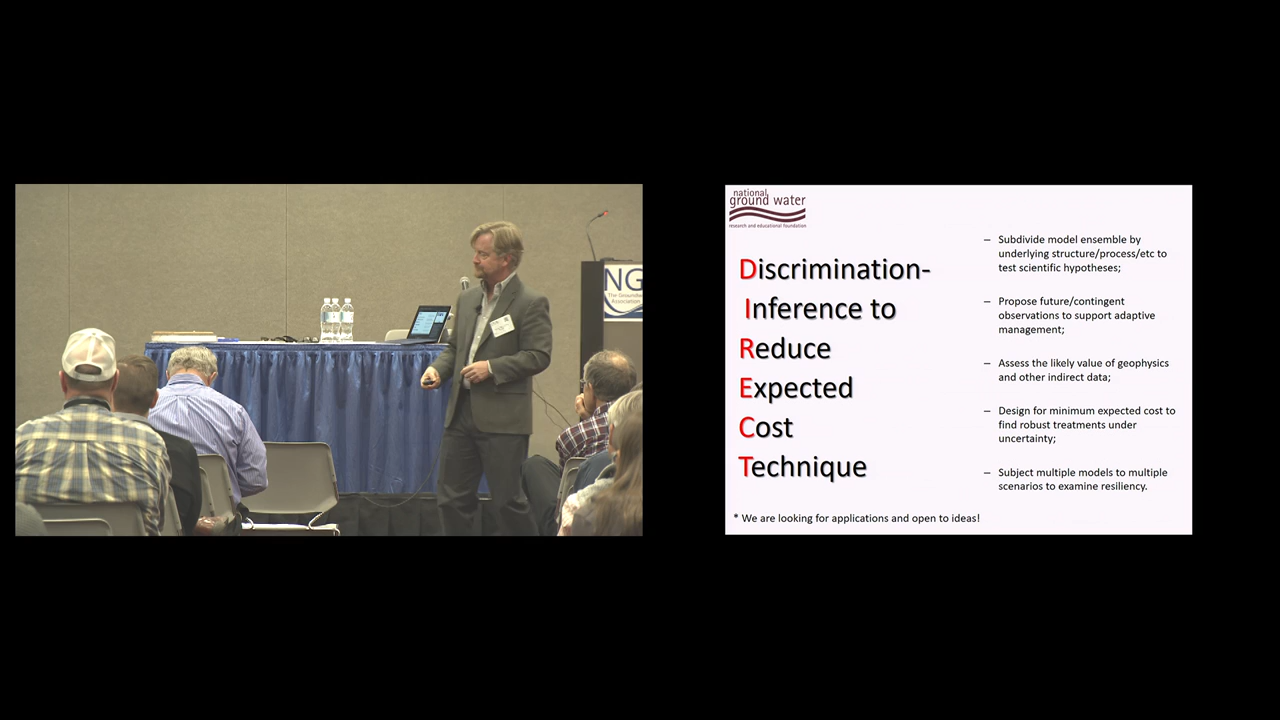 NG
The Groundwa
Association
national
ground water
research and educational foundation
Discrimination-
Inference to
Reduce
Expected
Cost
Technique
– Subdivide model ensemble by
underlying structure/process/etc to
test scientific hypotheses;
– Propose future/contingent
observations to support adaptive
management;
– Assess the likely value of geophysics
and other indirect data;
– Design for minimum expected cost to
find robust treatments under
uncertainty;
– Subject multiple models to multiple
scenarios to examine resiliency.
* We are looking for applications and open to ideas!